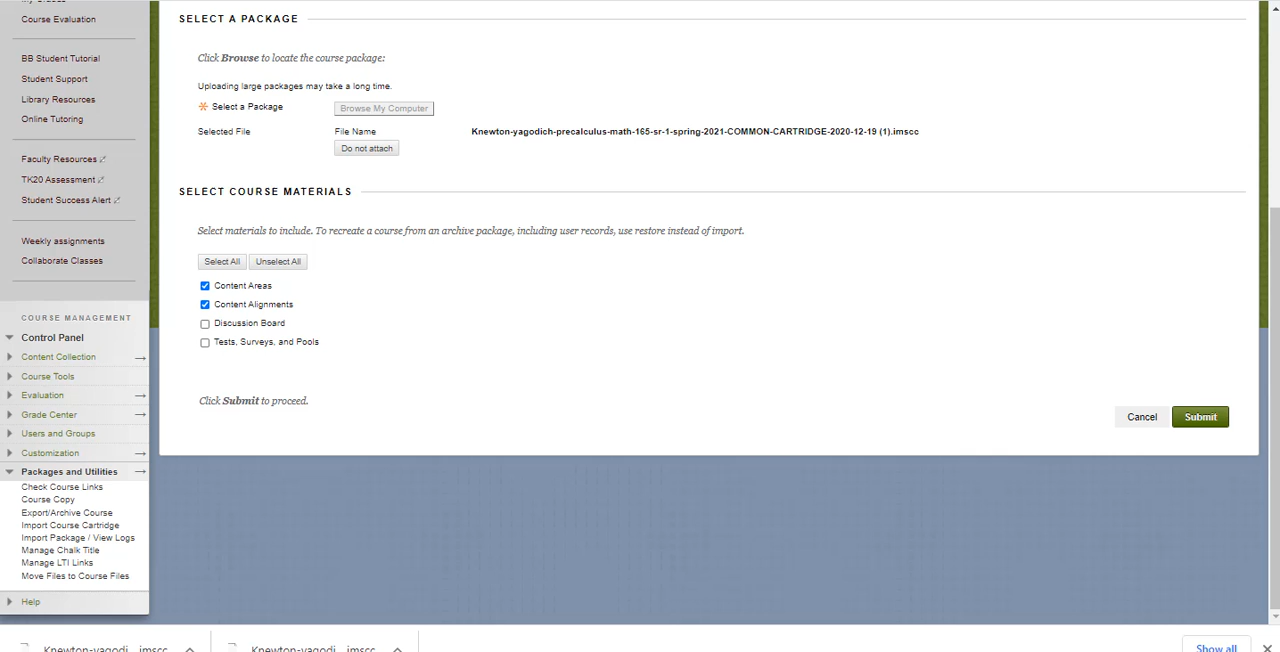 Course Evaluation
BB Student Tutorial
Student Support
Library Resources
Online Tutoring
Faculty Resources
TK20 Assessment
Student Success Alert
Weekly assignments
Collaborate Classes
COURSE MANAGEMENT
Control Panel
Content Collection
Course Tools
Evaluation
Grade Center
Users and Groups
Customization
Packages and Utilities
Check Course Links
Course Copy
Export/Archive Course
Import Course Cartridge
Import Package / View Logs
Manage Chalk Title
Manage LTI Links
Move Files to Course Files
Help
SELECT A PACKAGE
Click Browse to locate the course package:
Uploading large packages may take a long time.
Select a Package Browse My Computer
Selected File File Name Knewton-yagodich-precalculus-math-165-sr-1-spring-2021-COMMON-CARTRIDGE-2020-12-19 (1).imscc
Do not attach
SELECT COURSE MATERIALS
Select materials to include. To recreate a course from an archive package, including user records, use restore instead of import.
Select All Unselect All
Content Areas
Content Alignments
Discussion Board
Tests, Surveys, and Pools
Click Submit to proceed.
Cancel Submit
Knewton-yagodi....imscc Knewton-yagodi....imscc Show all